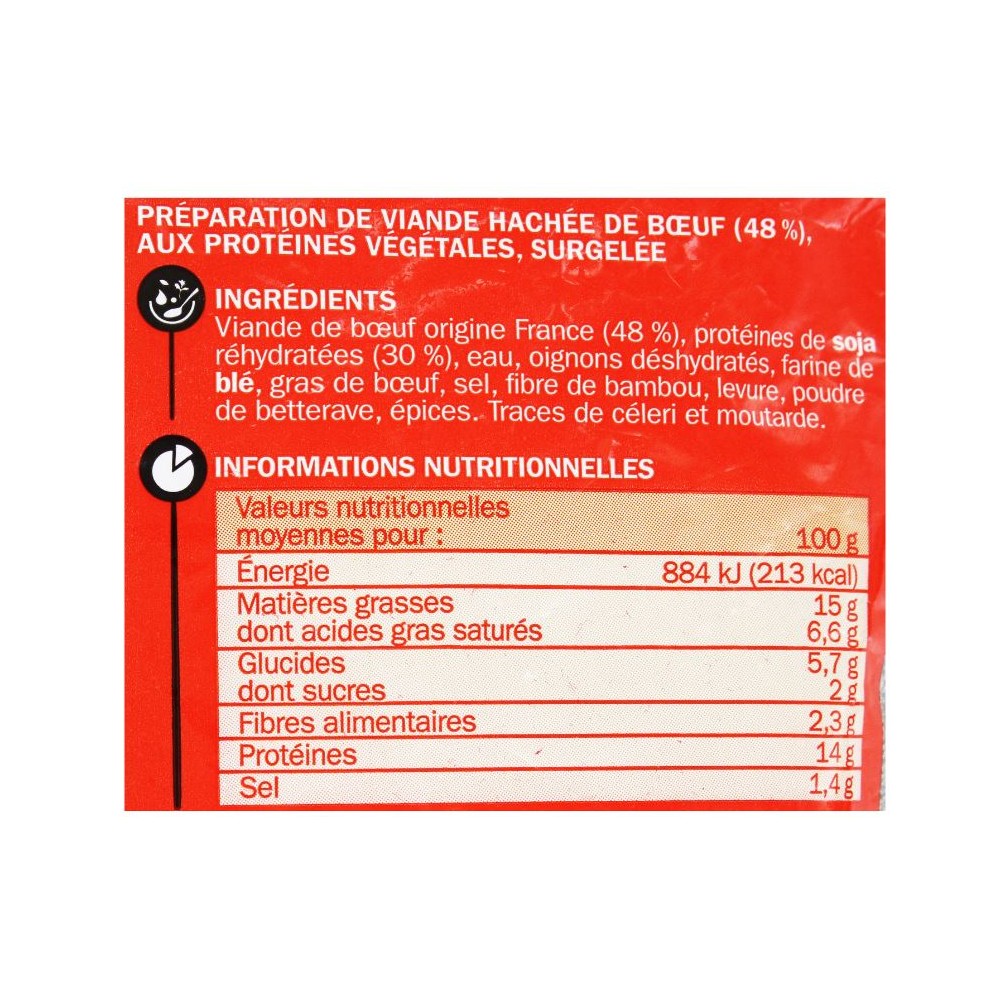 PRÉPARATION DE VIANDE HACHÉE DE BŒUF (48 %),
AUX PROTÉINES VÉGÉTALES, SURGELÉE
INGRÉDIENTS
Viande de bœuf origine France (48 %), protéines de soja
réhydratées (30 %), eau, oignons déshydratés, farine de
blé, gras de bœuf, sel, fibre de bambou, levure, poudre
de betterave, épices. Traces de céleri et moutarde.
INFORMATIONS NUTRITIONNELLES
Valeurs nutritionnelles
moyennes pour : 100 g
Énergie 884 kJ (213 kcal)
Matières grasses 15 g
dont acides gras saturés 6,6 g
Glucides 5,7 g
dont sucres 2 g
Fibres alimentaires 2,3 g
Protéines 14 g
Sel 1,4 g